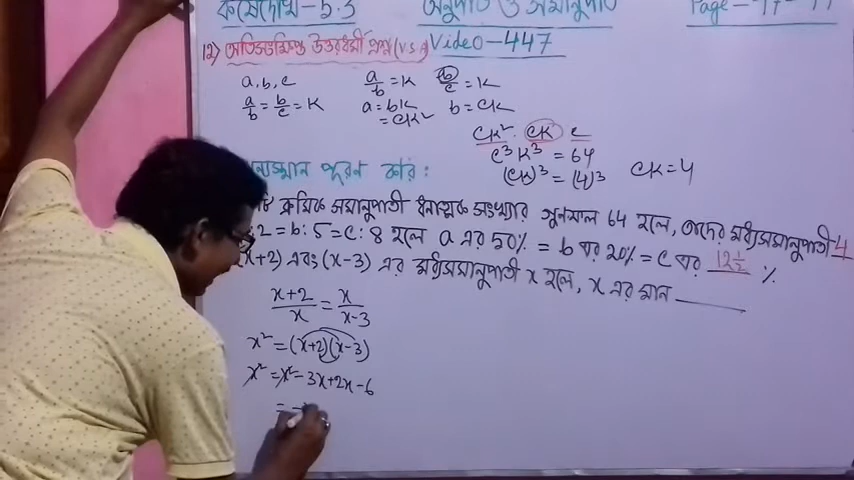 কষেদেখি-5.3 অনুপাত ও সমানুপাত Page-
12) অতিসংক্ষিপ্ত উত্তরধর্মী প্রশ্ন (V.S.A) Video-447
a, b, c a/b = K b/c = K
a/b = b/c = K a = bK b = cK
= cK²
cK² · cK c
c³K³ = 64
(cK)³ = (4)³ cK = 4
শূন্যস্থান পূরণ করি :
ক্রমিক সমানুপাতী ধনাত্মক সংখ্যার গুণফল 64 হলে, তাদের মধ্যসমানুপাতী 4
2 = b:5 = c:8 হলে a এর 50% = b এর 20% = c এর 12½ %
(x+2) এবং (x-3) এর মধ্যসমানুপাতী x হলে, x এর মান
(x+2)/x = x/(x-3)
x² = (x+2)(x-3)
x² = x² - 3x + 2x - 6
= -